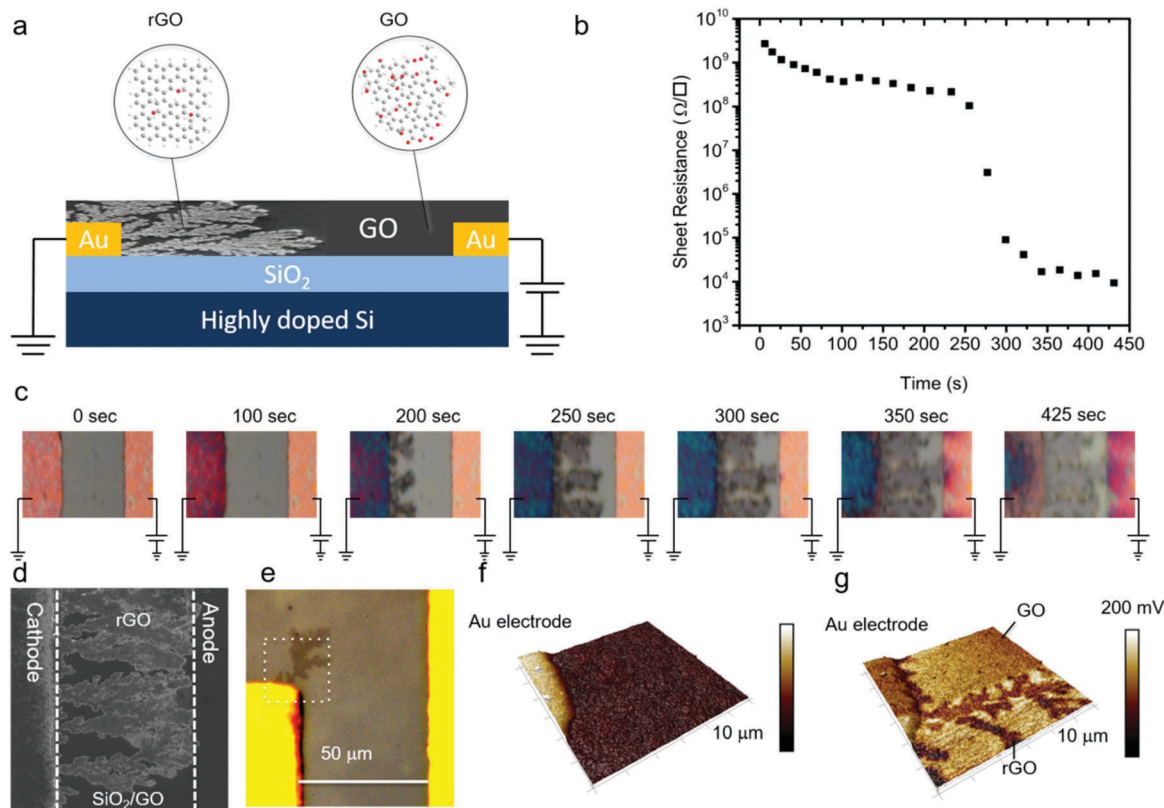 a
rGO
GO
Au
GO
Au
SiO2
Highly doped Si
b
Sheet Resistance (Ω/□)
10^10
10^9
10^8
10^7
10^6
10^5
10^4
10^3
0 50 100 150 200 250 300 350 400 450
Time (s)
c
0 sec 100 sec 200 sec 250 sec 300 sec 350 sec 425 sec
d
Cathode
rGO
Anode
SiO2/GO
e
50 μm
f
Au electrode
10 μm
g
Au electrode
GO
200 mV
10 μm
rGO